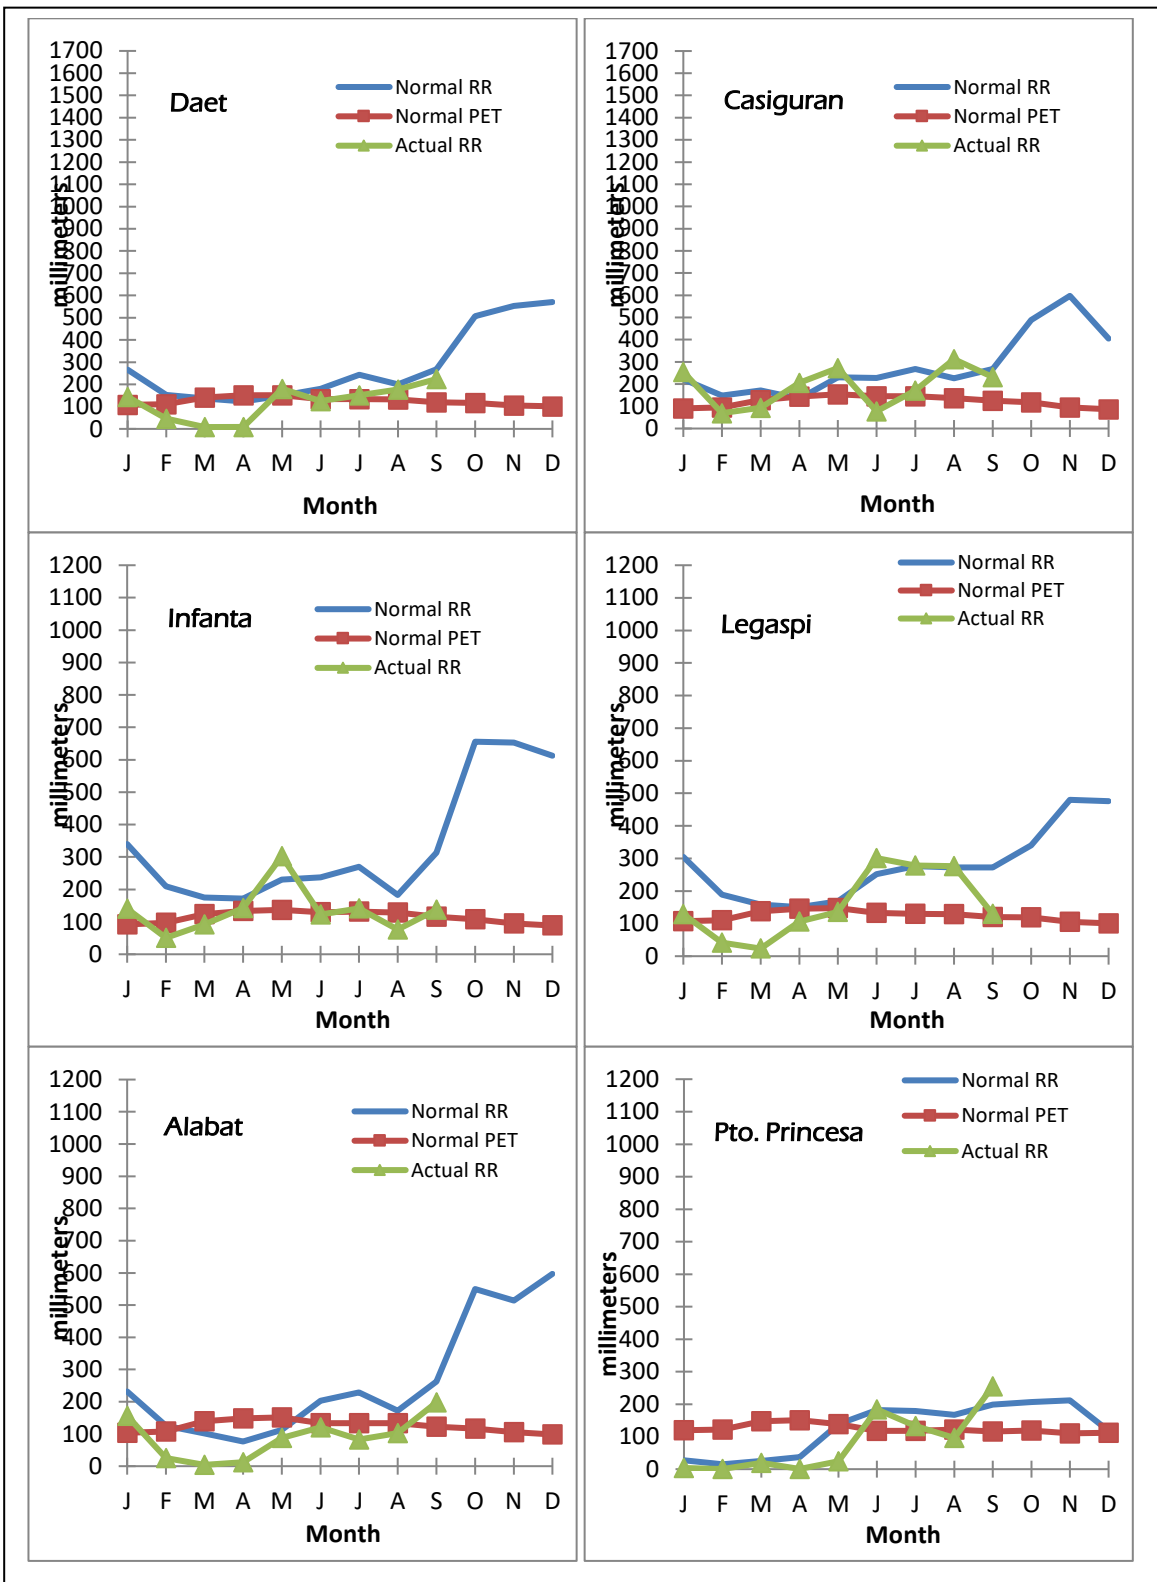 Daet
1700
1600
1500
1400
1300
1200
1100
1000
900
800
700
600
500
400
300
200
100
0
millimeters
Normal RR
Normal PET
Actual RR
J F M A M J J A S O N D
Month
Casiguran
1700
1600
1500
1400
1300
1200
1100
1000
900
800
700
600
500
400
300
200
100
0
millimeters
Normal RR
Normal PET
Actual RR
J F M A M J J A S O N D
Month
Infanta
1200
1100
1000
900
800
700
600
500
400
300
200
100
0
millimeters
Normal RR
Normal PET
Actual RR
J F M A M J J A S O N D
Month
Legaspi
1200
1100
1000
900
800
700
600
500
400
300
200
100
0
millimeters
Normal RR
Normal PET
Actual RR
J F M A M J J A S O N D
Month
Alabat
1200
1100
1000
900
800
700
600
500
400
300
200
100
0
millimeters
Normal RR
Normal PET
Actual RR
J F M A M J J A S O N D
Month
Pto. Princesa
1200
1100
1000
900
800
700
600
500
400
300
200
100
0
millimeters
Normal RR
Normal PET
Actual RR
J F M A M J J A S O N D
Month